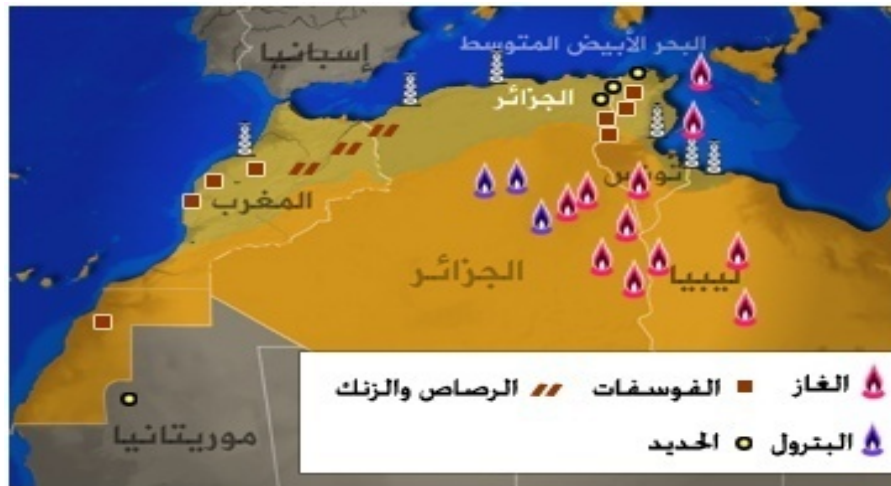 إسبانيا
البحر الأبيض المتوسط
الجزائر
تونس
المغرب
الجزائر
ليبيا
موريتانيا
الغاز
الفوسفات
الرصاص والزنك
البترول
الحديد